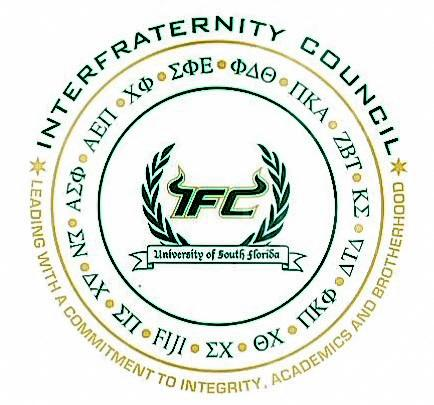 INTERFRATERNITY COUNCIL
LEADING WITH A COMMITMENT TO INTEGRITY, ACADEMICS AND BROTHERHOOD
ΑΣΦ • ΑΕΠ • ΧΦ • ΣΦΕ • ΦΔΘ • ΠΚΑ • ΖΒΤ • ΚΣ • ΔΤΔ • ΠΚΦ • ΘΧ • ΣΧ • FIJI • ΣΠ • ΔΧ • ΣΝ
IFC
University of South Florida